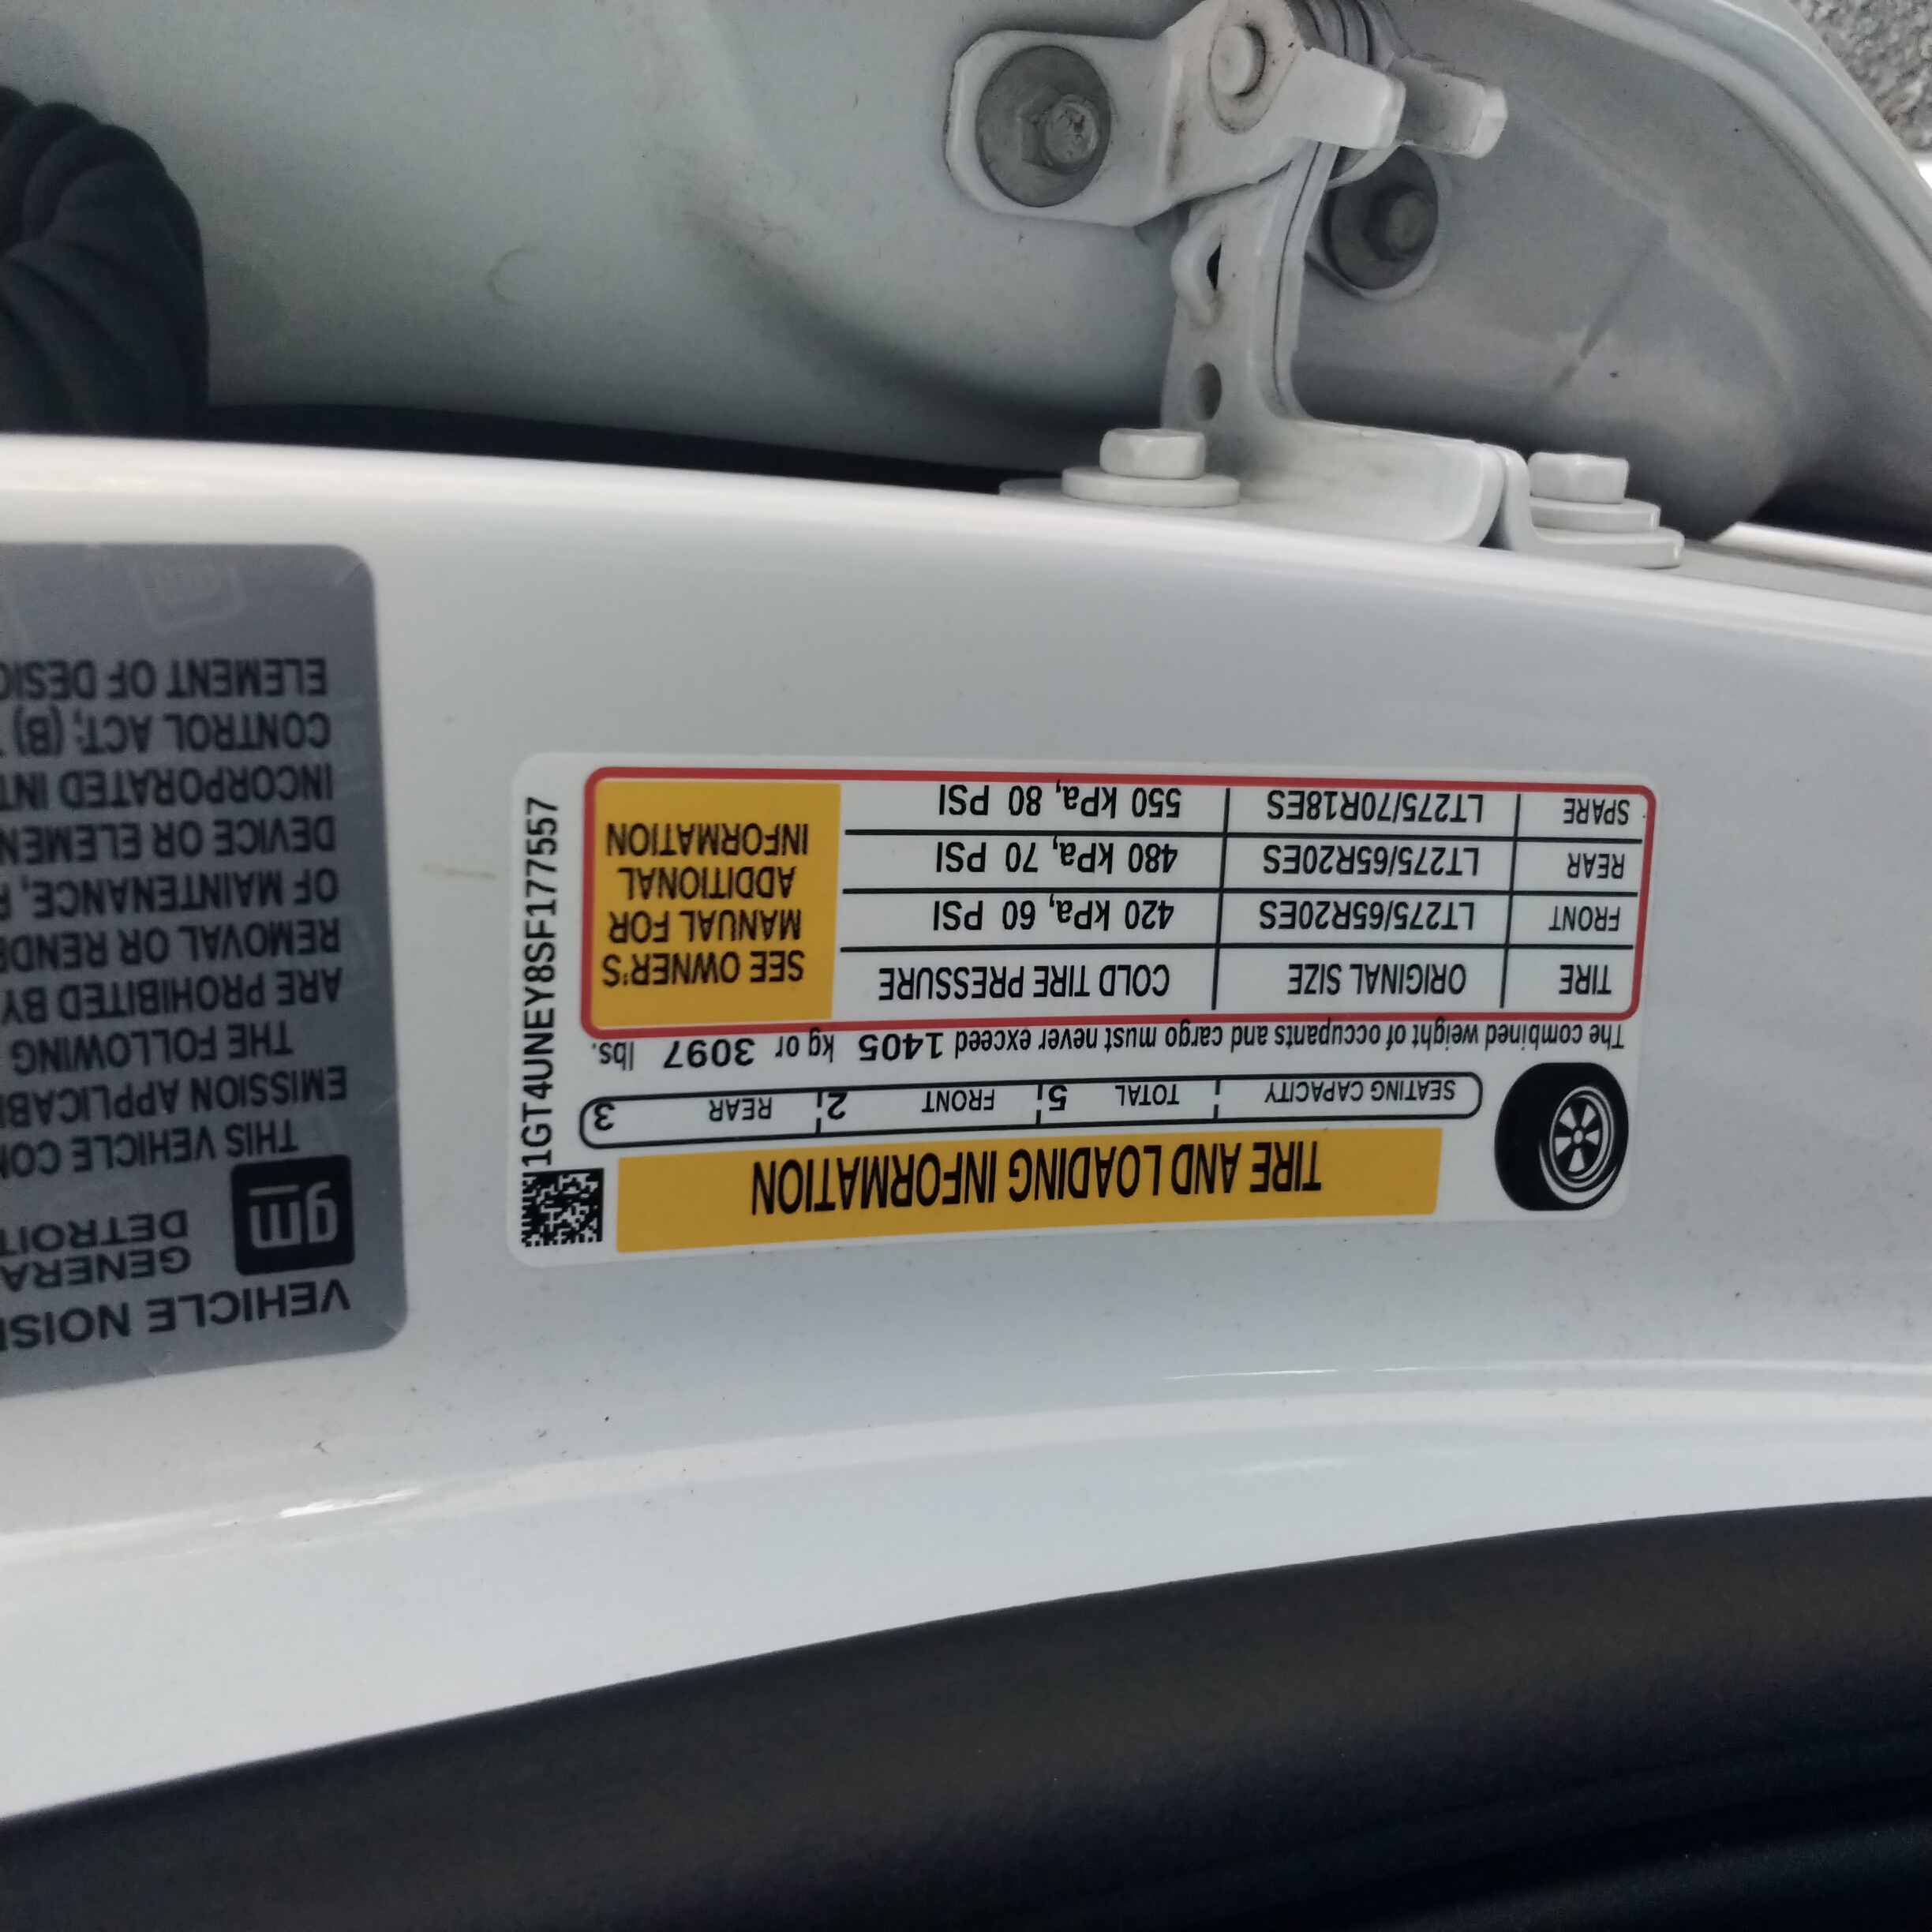 TIRE AND LOADING INFORMATION
SEATING CAPACITY TOTAL 5 FRONT 2 REAR 3
The combined weight of occupants and cargo must never exceed 1405 kg or 3097 lbs.
TIRE ORIGINAL SIZE COLD TIRE PRESSURE
FRONT LT275/65R20ES 420 kPa, 60 PSI
REAR LT275/65R20ES 480 kPa, 70 PSI
SPARE LT275/70R18ES 550 kPa, 80 PSI
SEE OWNER'S
MANUAL FOR
ADDITIONAL
INFORMATION
1GT4UNEY8SF177557
VEHICLE NOIS
gm
GENERA
DETROIT
THIS VEHICLE CON
EMISSION APPLICAB
THE FOLLOWING
ARE PROHIBITED BY
REMOVAL OR RENDE
OF MAINTENANCE,
DEVICE OR ELEMEN
INCORPORATED INT
CONTROL ACT; (B)
ELEMENT OF DESIG